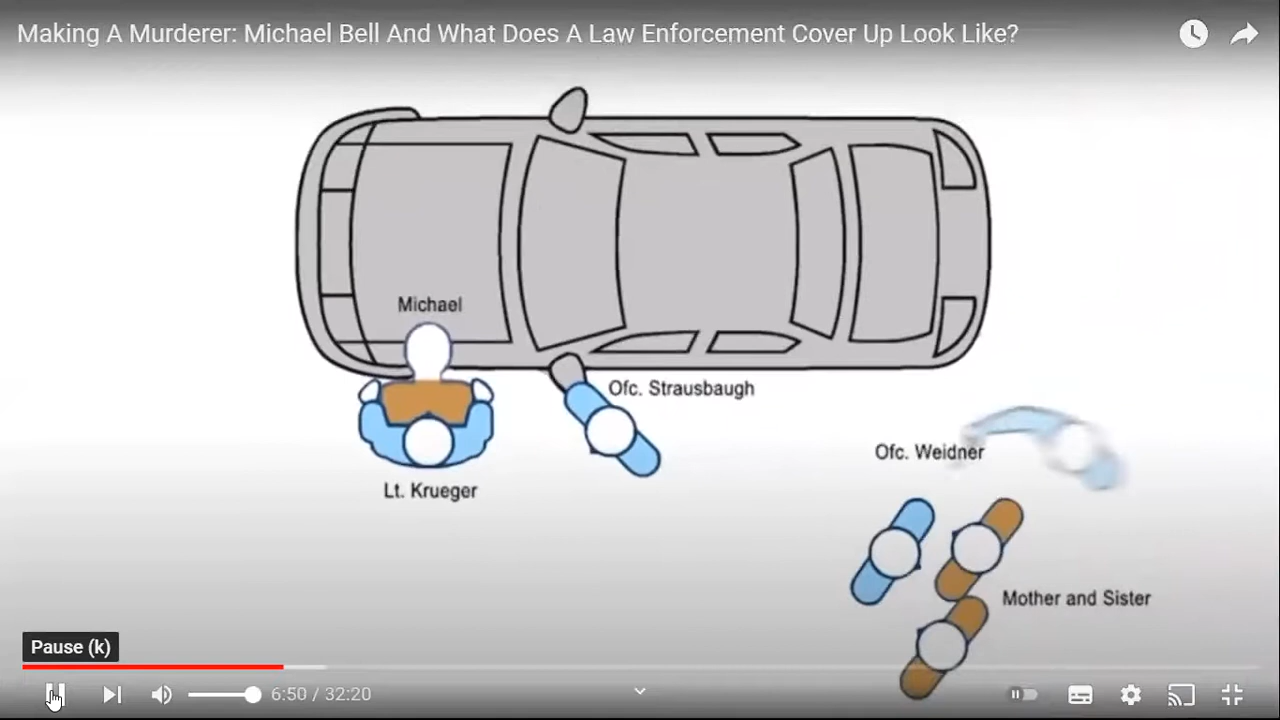 Making A Murderer: Michael Bell And What Does A Law Enforcement Cover Up Look Like?
Michael
Ofc. Strausbaugh
Ofc. Weidner
Lt. Krueger
Mother and Sister
Pause (k)
6:50 / 32:20